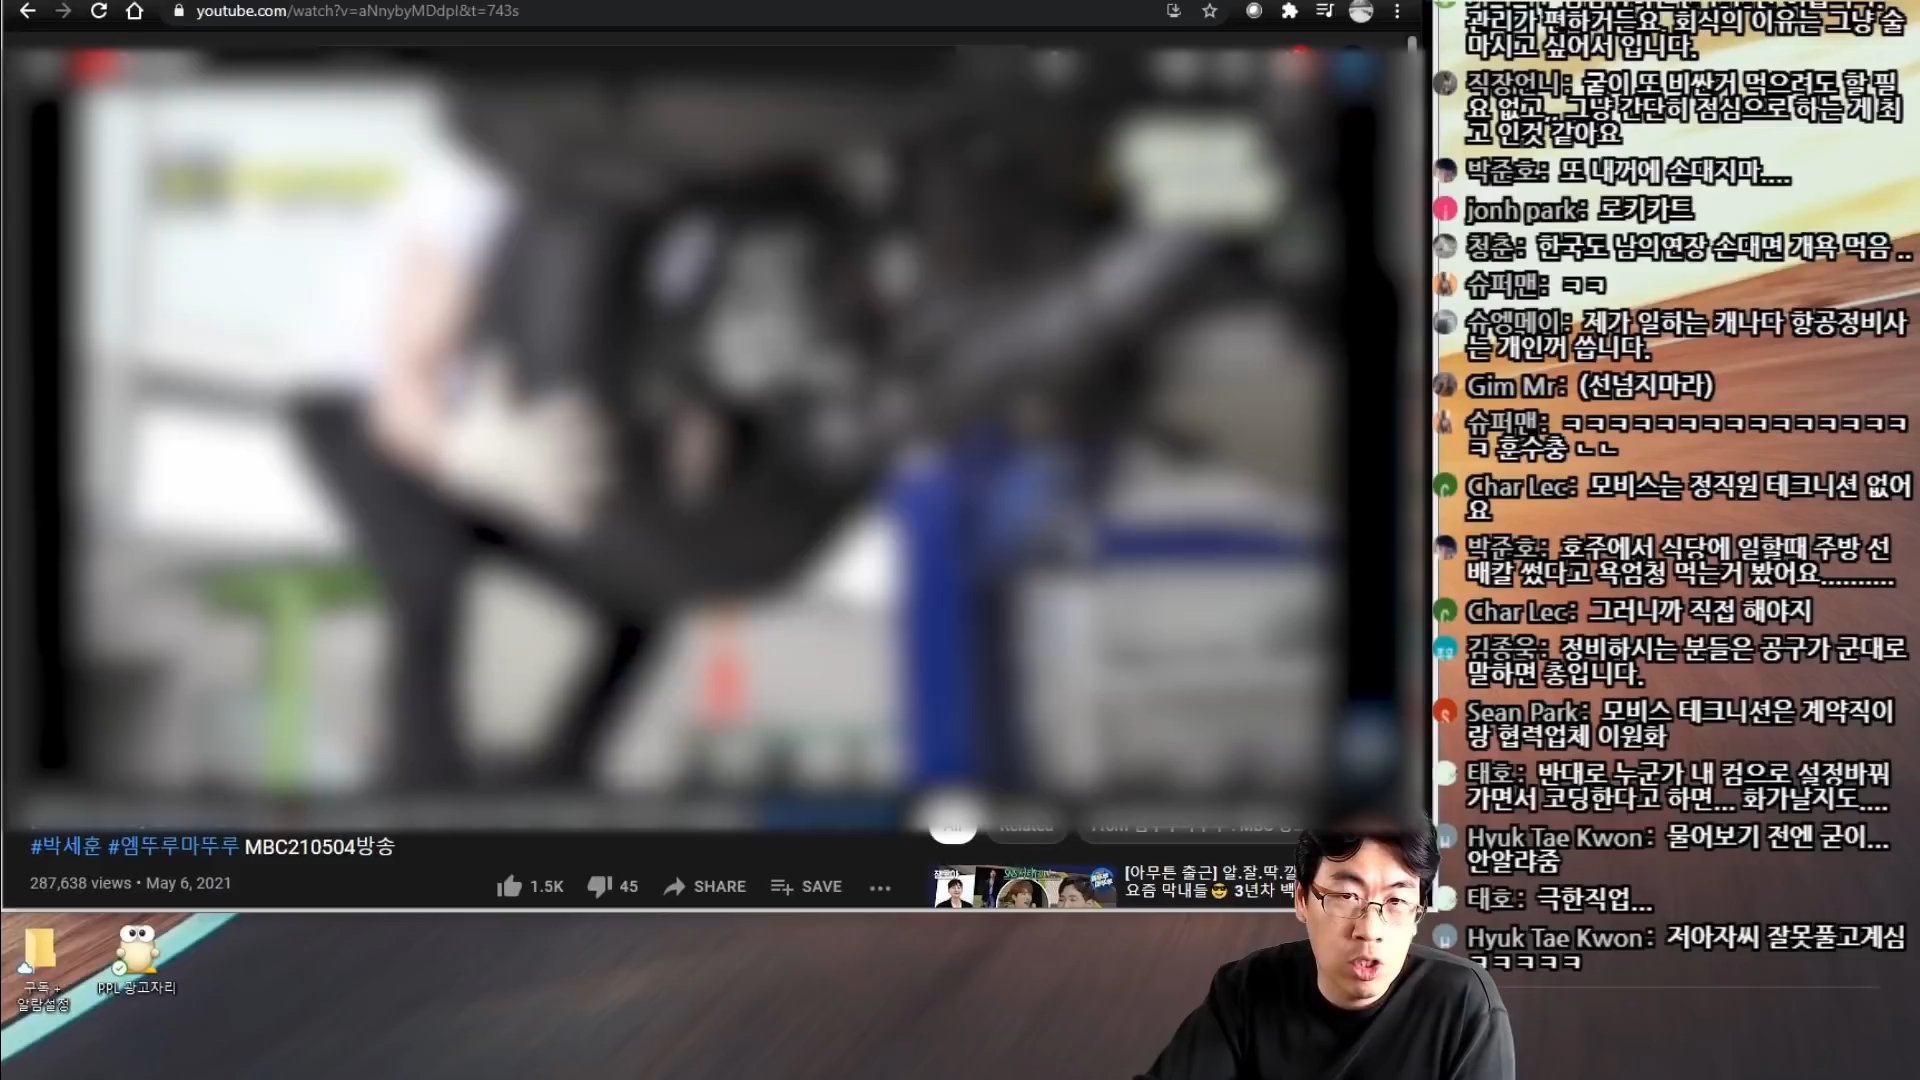 youtube.com/watch?v=aNnybyMDdpI&t=743s
#박세훈 #엠뚜루마뚜루 MBC210504방송
287,638 views • May 6, 2021
1.5K
45
SHARE
SAVE
All
Related
[아무튼 출근] 알.잘.딱.깔
요즘 막내들😎 3년차 백
구독 +
알람설정
PPL 광고자리
관리가 편하거든요. 회식의 이유는 그냥 술
마시고 싶어서 입니다.
직장언니: 굳이 또 비싼거 먹으려도 할 필
요 없고.. 그냥 간단히 점심으로 하는 게 최
고 인것 같아요
박준호: 또 내꺼에 손대지마.....
jonh park: 로키카트
청춘: 한국도 남의연장 손대면 개욕 먹음 ..
슈퍼맨: ㅋㅋ
슈엥메이: 제가 일하는 캐나다 항공정비사
는 개인꺼 씁니다.
Gim Mr: (선넘지마라)
슈퍼맨: ㅋㅋㅋㅋㅋㅋㅋㅋㅋㅋㅋㅋㅋㅋㅋ
ㅋ 훈수충 ㄴㄴ
Char Lec: 모비스는 정직원 테크니션 없어
요
박준호: 호주에서 식당에 일할때 주방 선
배칼 썼다고 욕엄청 먹는거 봤어요..........
Char Lec: 그러니까 직접 해야지
김종욱: 정비하시는 분들은 공구가 군대로
말하면 총입니다.
Sean Park: 모비스 테크니션은 계약직이
랑 협력업체 이원화
태호: 반대로 누군가 내 컴으로 설정바꿔
가면서 코딩한다고 하면... 화가날지도....
Hyuk Tae Kwon: 물어보기 전엔 굳이...
안알랴줌
태호: 극한직업...
Hyuk Tae Kwon: 저아자씨 잘못풀고계심
ㅋㅋㅋㅋㅋ